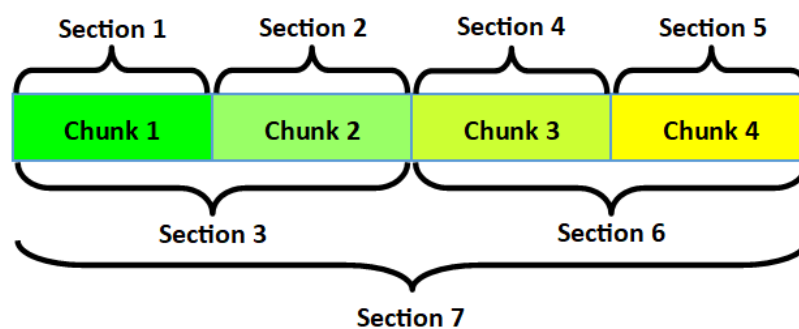 Section 1
Section 2
Section 4
Section 5
Chunk 1
Chunk 2
Chunk 3
Chunk 4
Section 3
Section 6
Section 7